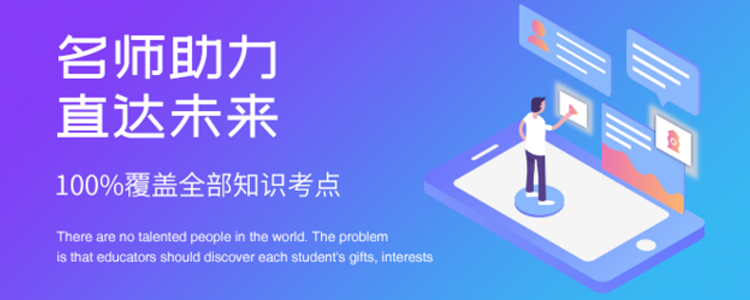 名师助力
直达未来
100%覆盖全部知识考点
There are no talented people in the world. The problem
is that educators should discover each student's gifts, interests